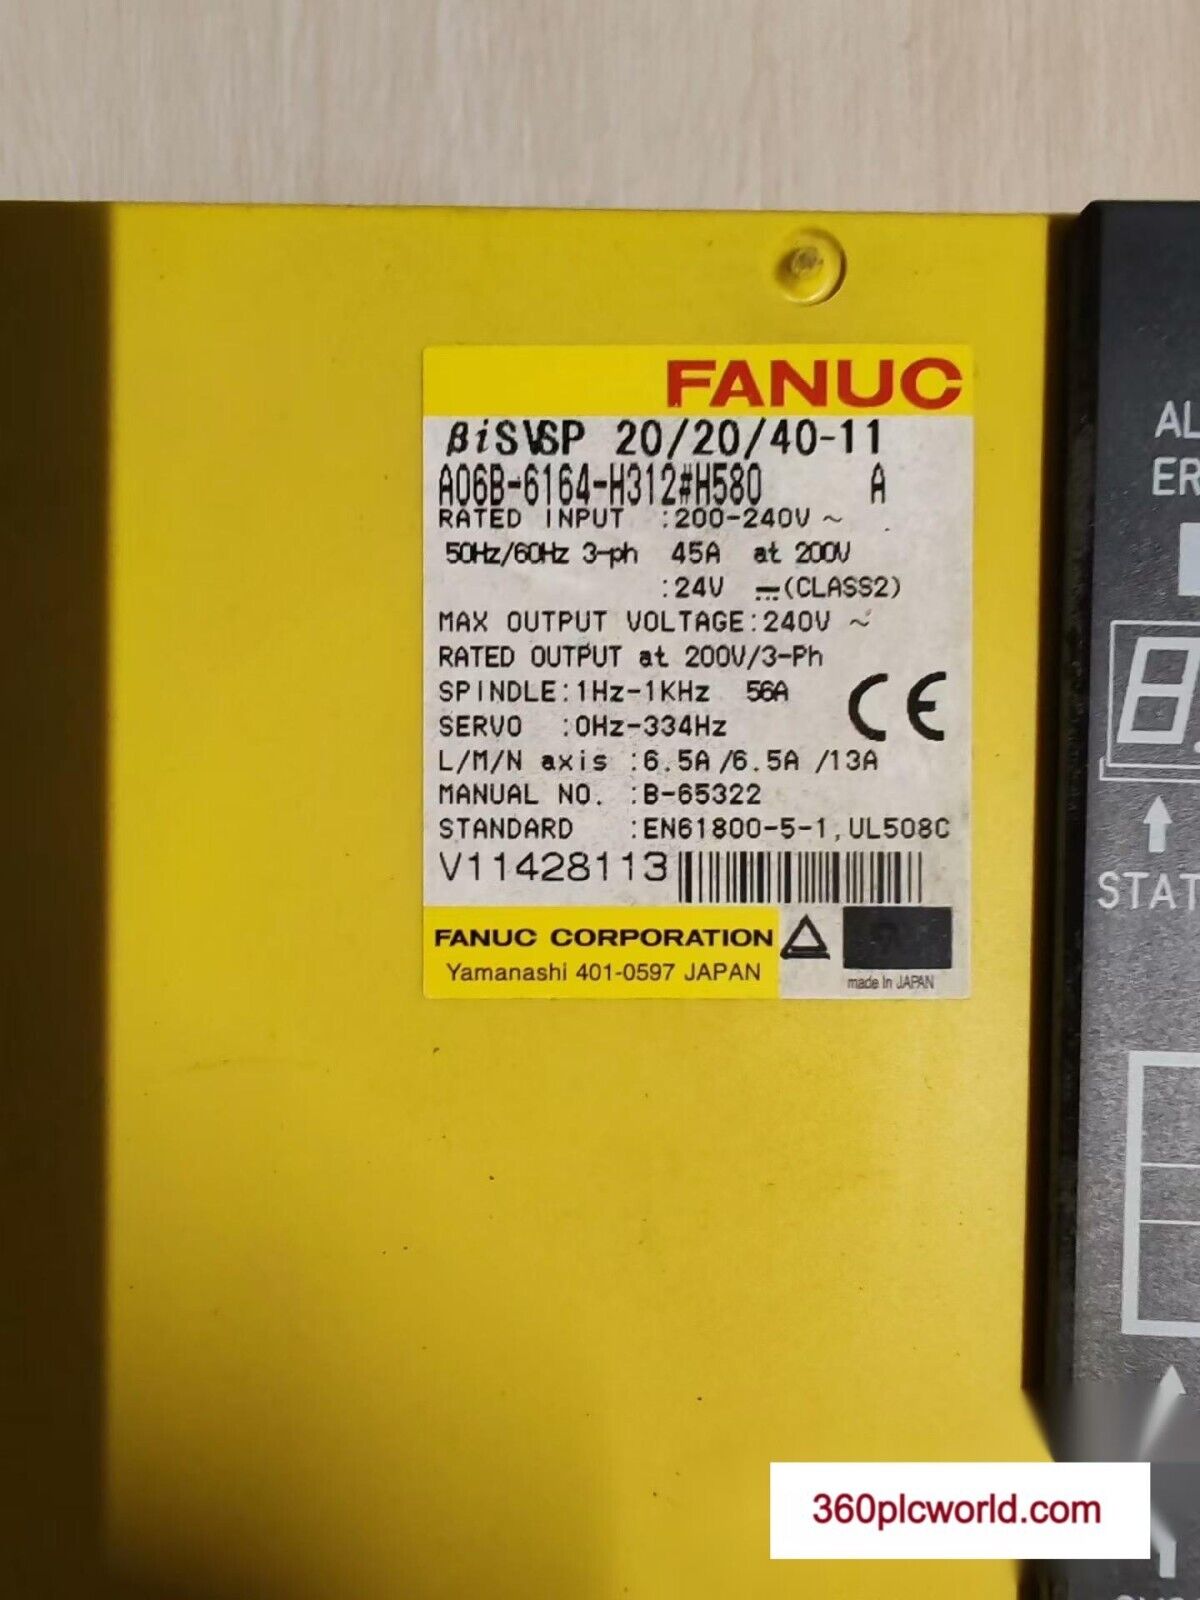 FANUC
βiSVSP 20/20/40-11
A06B-6164-H312#H580 A
RATED INPUT :200-240V ~
50Hz/60Hz 3-ph 45A at 200V
:24V ⎓(CLASS2)
MAX OUTPUT VOLTAGE:240V ~
RATED OUTPUT at 200V/3-Ph
SPINDLE:1Hz-1KHz 56A
CE
SERVO :0Hz-334Hz
L/M/N axis :6.5A/6.5A /13A
MANUAL NO. :B-65322
STANDARD :EN61800-5-1,UL508C
V11428113
FANUC CORPORATION
Yamanashi 401-0597 JAPAN
made In JAPAN
AL
ER
8.
STAT
360plcworld.com